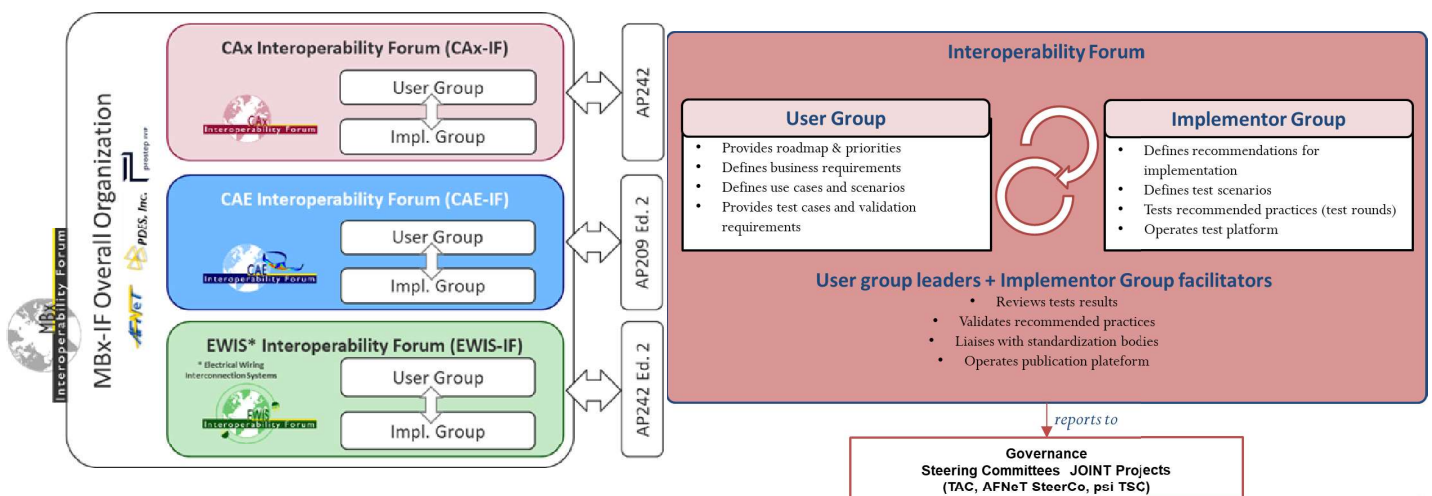 MBx
Interoperability Forum
MBx-IF Overall Organization
AFNeT
PDES, Inc.
prostep ivip
CAx Interoperability Forum (CAx-IF)
CAx
Interoperability Forum
User Group
Impl. Group
AP242
CAE Interoperability Forum (CAE-IF)
CAE
Interoperability Forum
User Group
Impl. Group
AP209 Ed. 2
EWIS* Interoperability Forum (EWIS-IF)
* Electrical Wiring
Interconnection Systems
EWIS
Interoperability Forum
User Group
Impl. Group
AP242 Ed. 2
Interoperability Forum
User Group
• Provides roadmap & priorities
• Defines business requirements
• Defines use cases and scenarios
• Provides test cases and validation
requirements
Implementor Group
• Defines recommendations for
implementation
• Defines test scenarios
• Tests recommended practices (test rounds)
• Operates test platform
User group leaders + Implementor Group facilitators
• Reviews tests results
• Validates recommended practices
• Liaises with standardization bodies
• Operates publication plateform
reports to
Governance
Steering Committees JOINT Projects
(TAC, AFNeT SteerCo, psi TSC)